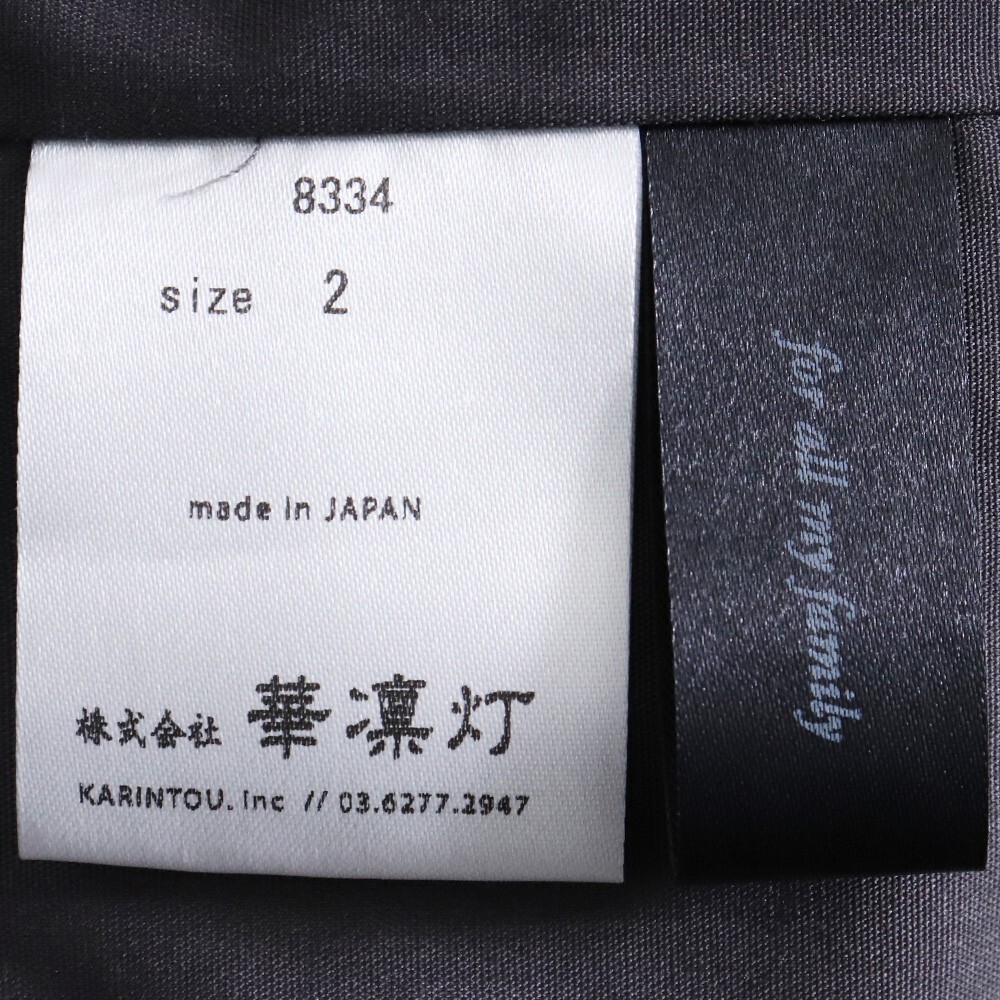 8334
size 2
made in JAPAN
株式会社 華凜灯
KARINTOU. inc // 03.6277.2947
for all my family